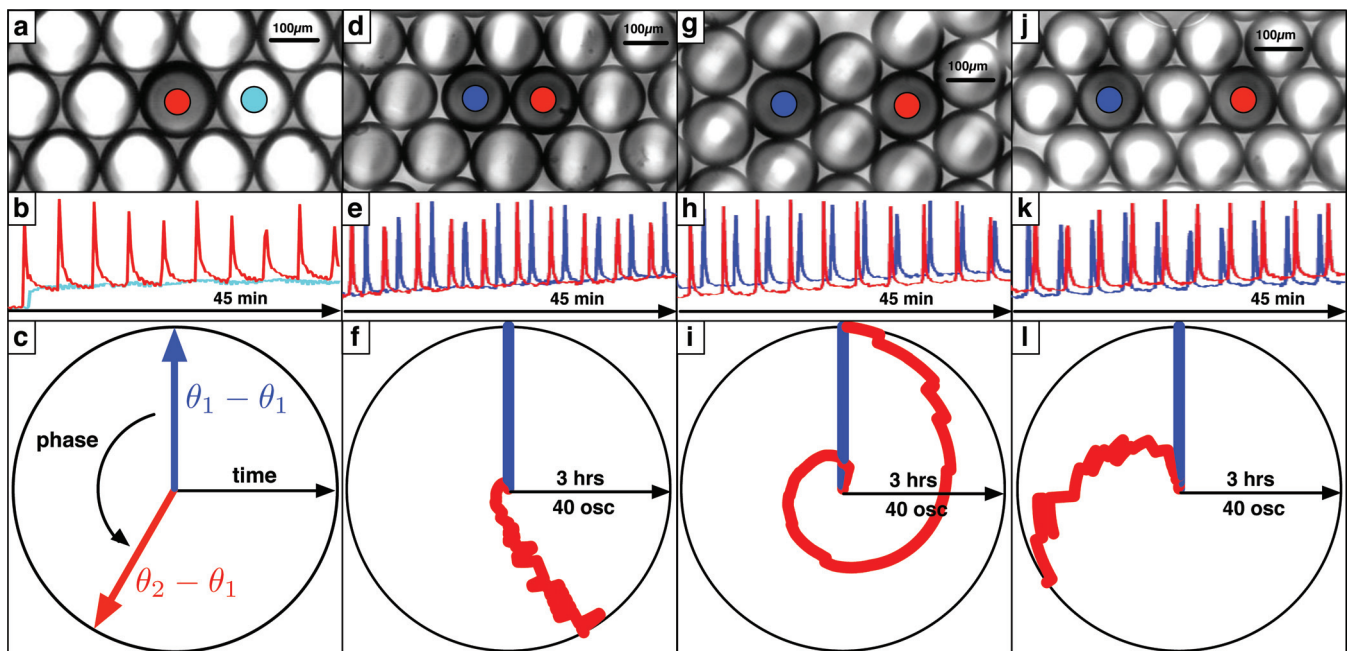 a
100µm
d
100µm
g
100µm
j
100µm
b
45 min
e
45 min
h
45 min
k
45 min
c
θ₁ − θ₁
phase
time
θ₂ − θ₁
f
3 hrs
40 osc
i
3 hrs
40 osc
l
3 hrs
40 osc